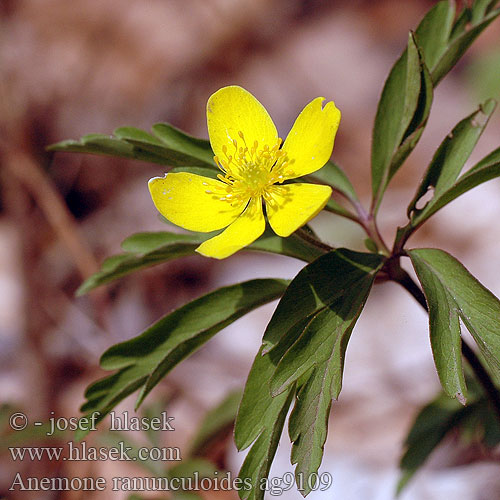 © - josef hlasek
www.hlasek.com
Anemone ranunculoides ag9109